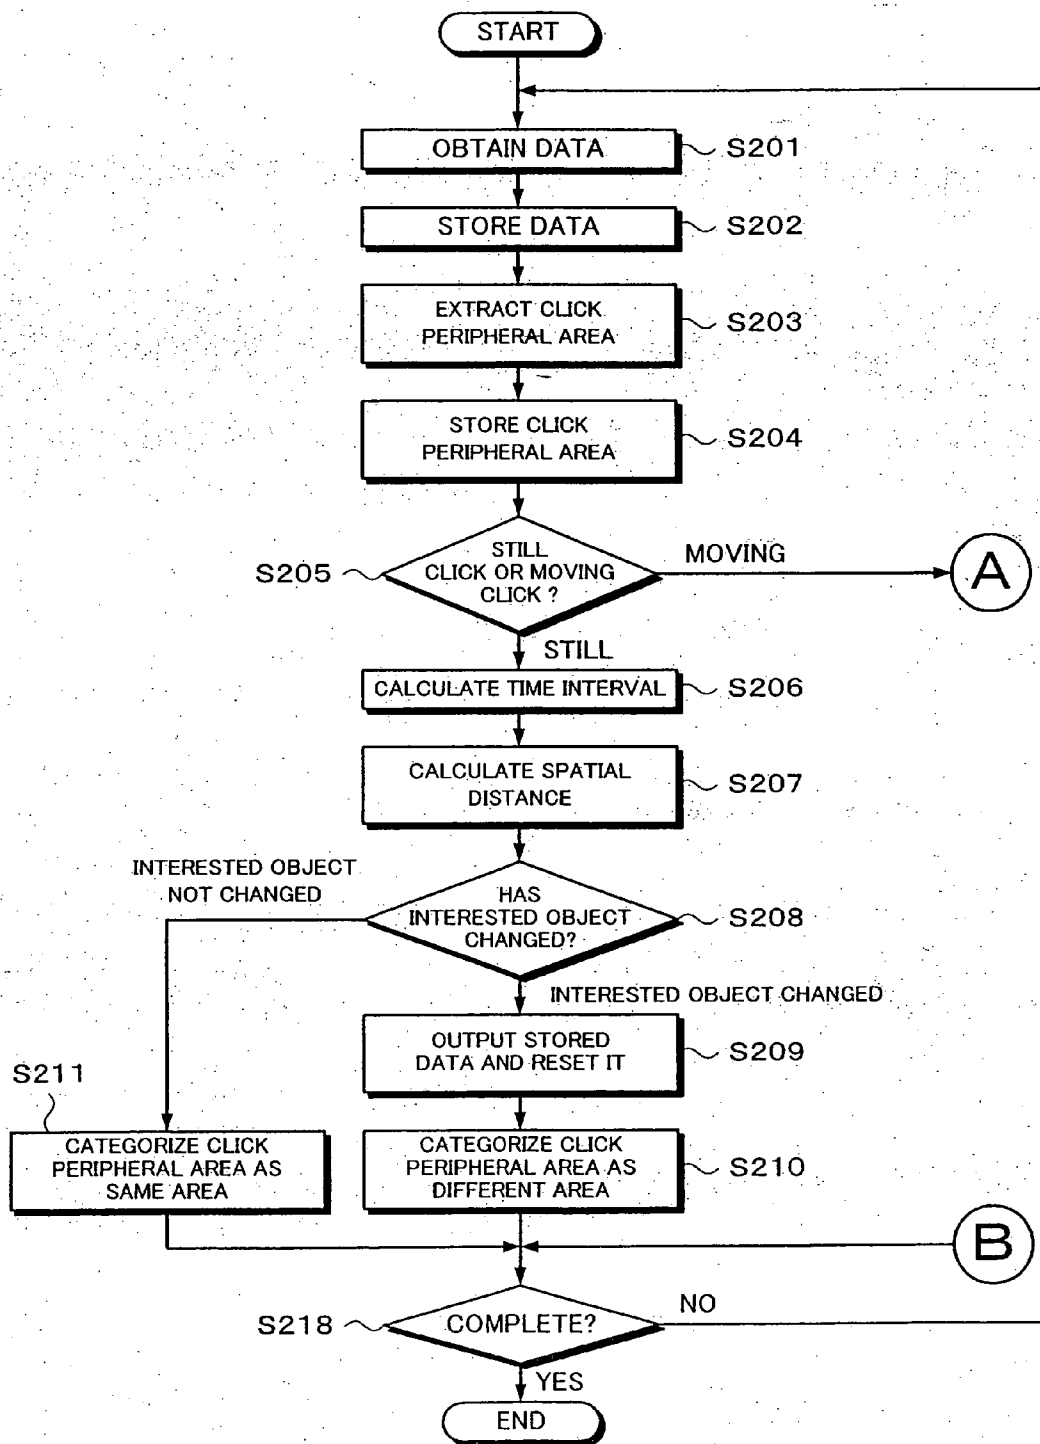 START
OBTAIN DATA
S201
STORE DATA
S202
EXTRACT CLICK
PERIPHERAL AREA
S203
STORE CLICK
PERIPHERAL AREA
S204
STILL
CLICK OR MOVING
CLICK ?
S205
MOVING
A
STILL
CALCULATE TIME INTERVAL
S206
CALCULATE SPATIAL
DISTANCE
S207
INTERESTED OBJECT
NOT CHANGED
HAS
INTERESTED OBJECT
CHANGED?
S208
INTERESTED OBJECT CHANGED
OUTPUT STORED
DATA AND RESET IT
S209
S211
CATEGORIZE CLICK
PERIPHERAL AREA AS
SAME AREA
CATEGORIZE CLICK
PERIPHERAL AREA AS
DIFFERENT AREA
S210
B
S218
COMPLETE?
NO
YES
END